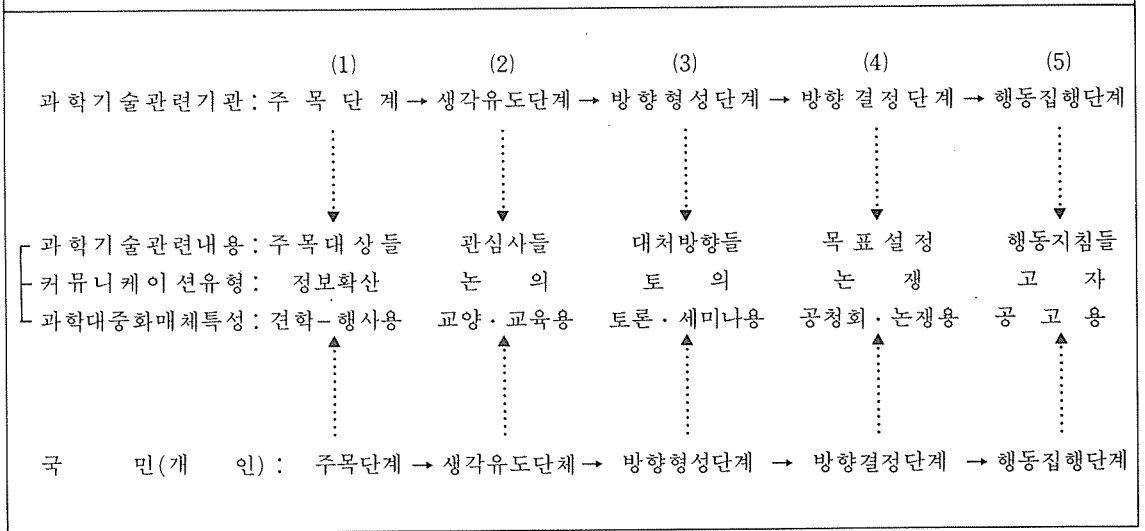 (1) (2) (3) (4) (5)
과학기술관련기관 : 주목단계 → 생각유도단계 → 방향형성단계 → 방향결정단계 → 행동집행단계
과학기술관련내용 : 주목대상들 관심사들 대처방향들 목표설정 행동지침들
커뮤니케이션유형 : 정보확산 논의 토의 논쟁 고자
과학대중화매체특성 : 견학-행사용 교양·교육용 토론·세미나용 공청회·논쟁용 공고용
국민(개인) : 주목단계 → 생각유도단체 → 방향형성단계 → 방향결정단계 → 행동집행단계